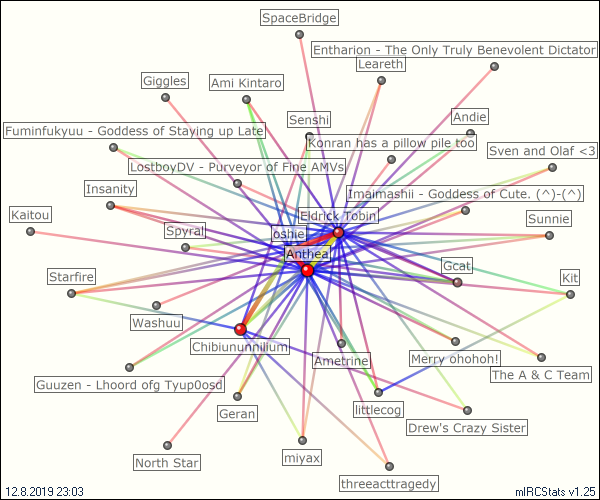 SpaceBridge
Entharion - The Only Truly Benevolent Dictator
Leareth
Giggles
Ami Kintaro
Senshi
Andie
Fuminfukyuu - Goddess of Staying up Late
Konran has a pillow pile too
Sven and Olaf <3
LostboyDV - Purveyor of Fine AMVs
Insanity
Imaimashii - Goddess of Cute. (^)-(^)
Kaitou
Eldrick Tobin
Sunnie
Spyral
oshie
Anthea
Gcat
Starfire
Kit
Washuu
Chibiununnilium
Ametrine
Merry ohohoh!
The A & C Team
Guuzen - Lhoord ofg Tyup0osd
Geran
littlecog
Drew's Crazy Sister
miyax
North Star
threeacttragedy
12.8.2019 23:03
mIRCStats v1.25